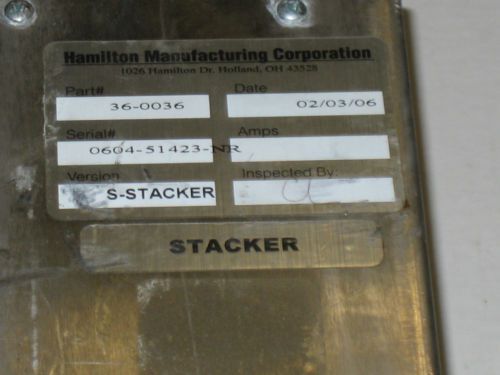 Hamilton Manufacturing Corporation
1026 Hamilton Dr. Holland, OH 43528
Part# Date
36-0036 02/03/06
Serial# Amps
0604-51423-NR
Version Inspected By:
S-STACKER
STACKER